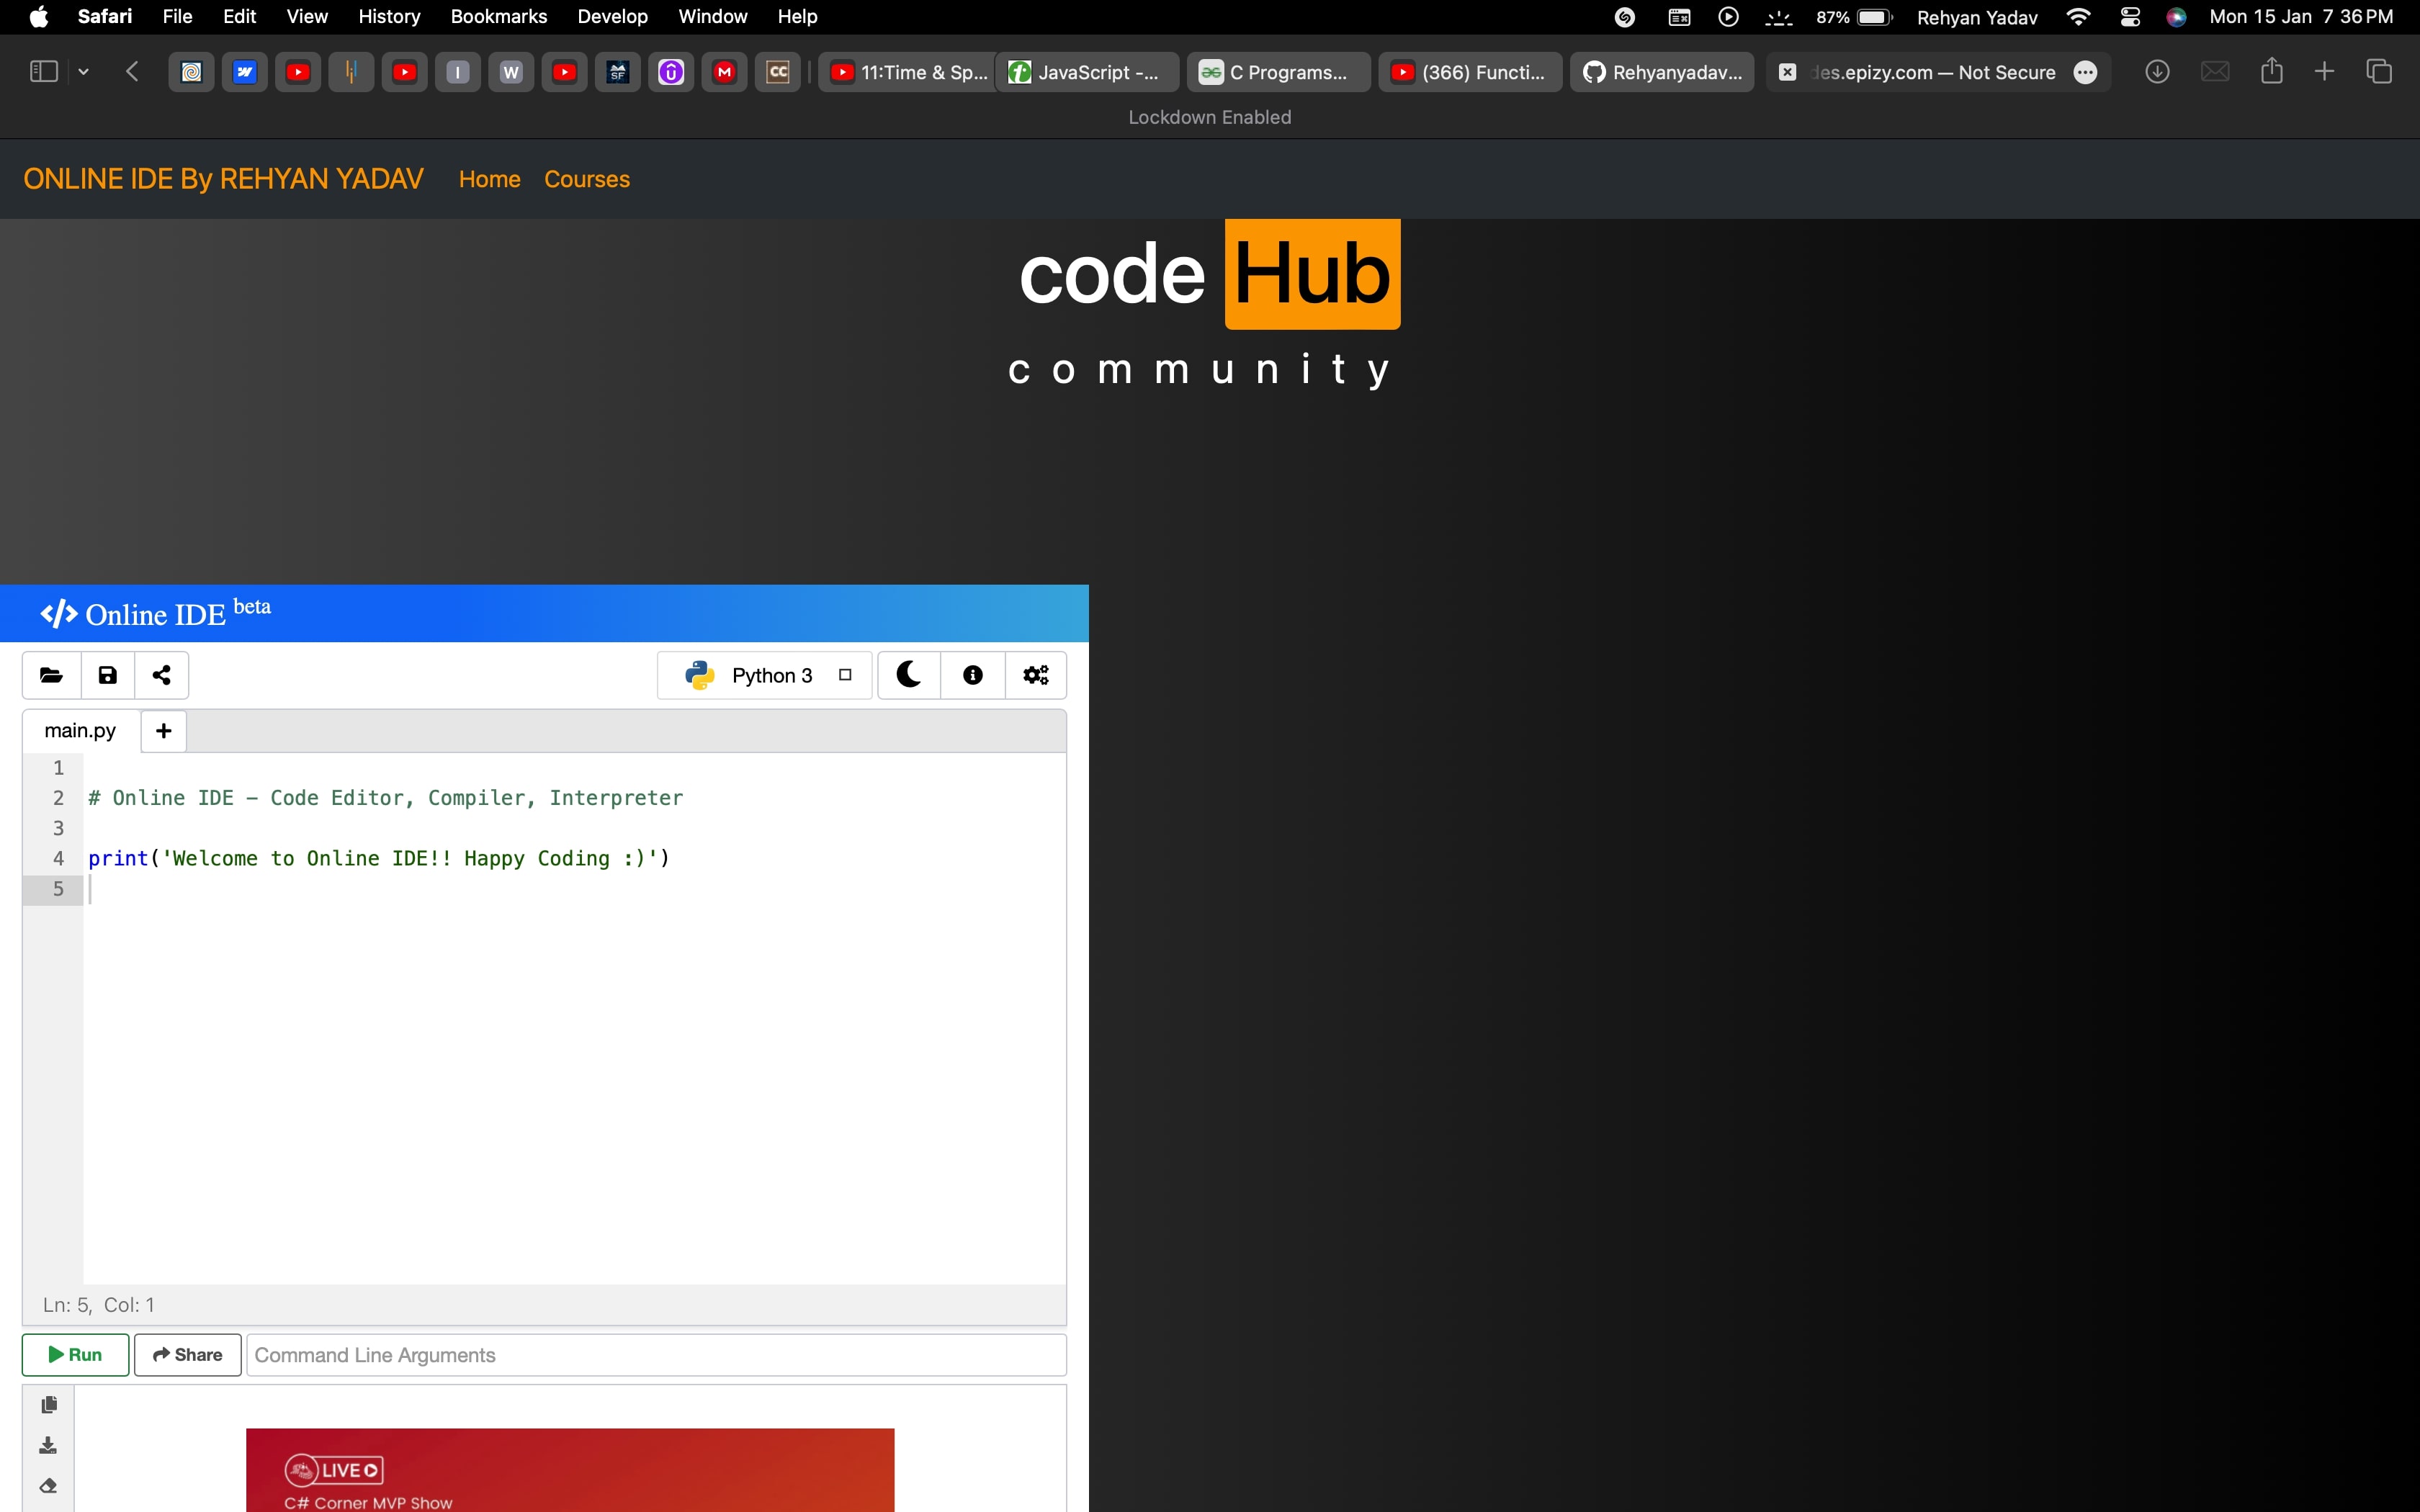 Safari File Edit View History Bookmarks Develop Window Help 87% Rehyan Yadav Mon 15 Jan 7 36 PM
I W SF M CC 11:Time & Sp... JavaScript -... C Programs... (366) Functi... Rehyanyadav... des.epizy.com — Not Secure
Lockdown Enabled
ONLINE IDE By REHYAN YADAV Home Courses
code Hub
community
</> Online IDE beta
Python 3
main.py +
1
2 # Online IDE - Code Editor, Compiler, Interpreter
3
4 print('Welcome to Online IDE!! Happy Coding :)')
5
Ln: 5, Col: 1
Run Share Command Line Arguments
LIVE
C# Corner MVP Show